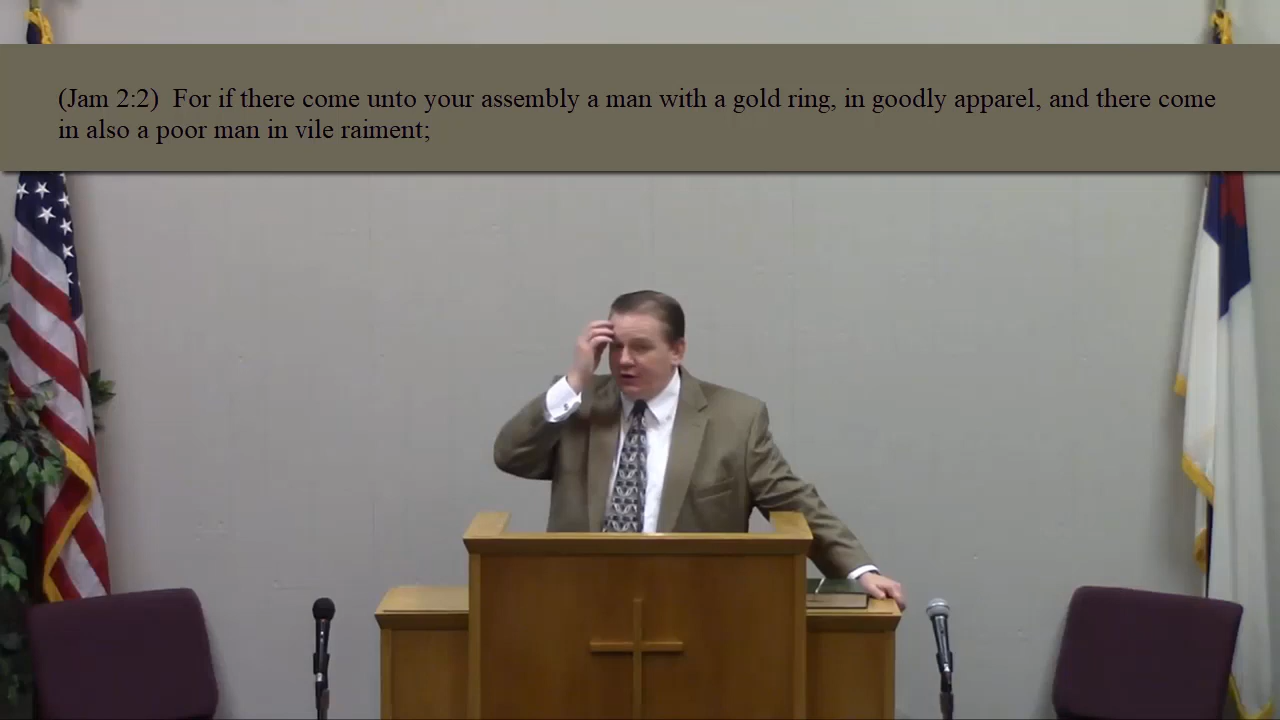 (Jam 2:2)  For if there come unto your assembly a man with a gold ring, in goodly apparel, and there come
in also a poor man in vile raiment;